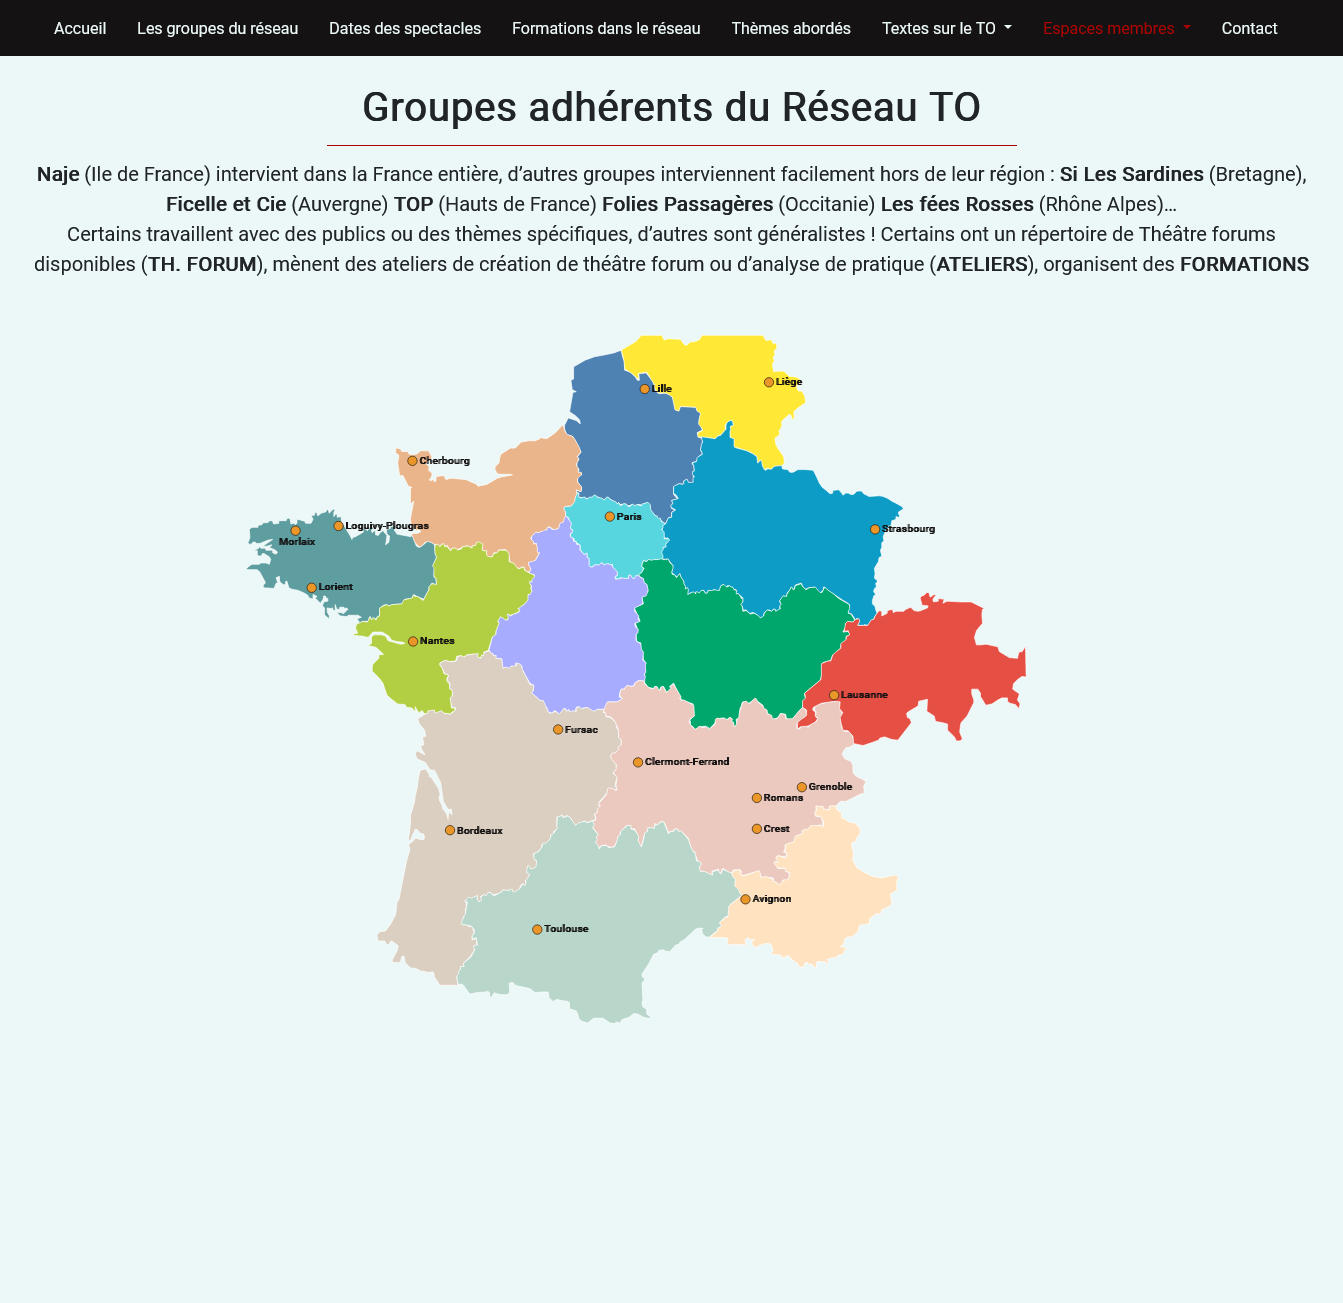 Accueil Les groupes du réseau Dates des spectacles Formations dans le réseau Thèmes abordés Textes sur le TO Espaces membres Contact
Groupes adhérents du Réseau TO
Naje (Ile de France) intervient dans la France entière, d’autres groupes interviennent facilement hors de leur région : Si Les Sardines (Bretagne),
Ficelle et Cie (Auvergne) TOP (Hauts de France) Folies Passagères (Occitanie) Les fées Rosses (Rhône Alpes)…
Certains travaillent avec des publics ou des thèmes spécifiques, d’autres sont généralistes ! Certains ont un répertoire de Théâtre forums
disponibles (TH. FORUM), mènent des ateliers de création de théâtre forum ou d’analyse de pratique (ATELIERS), organisent des FORMATIONS
Liège
Lille
Cherbourg
Paris
Loguivy-Plougras
Strasbourg
Morlaix
Lorient
Nantes
Lausanne
Fursac
Clermont-Ferrand
Grenoble
Romans
Crest
Bordeaux
Avignon
Toulouse